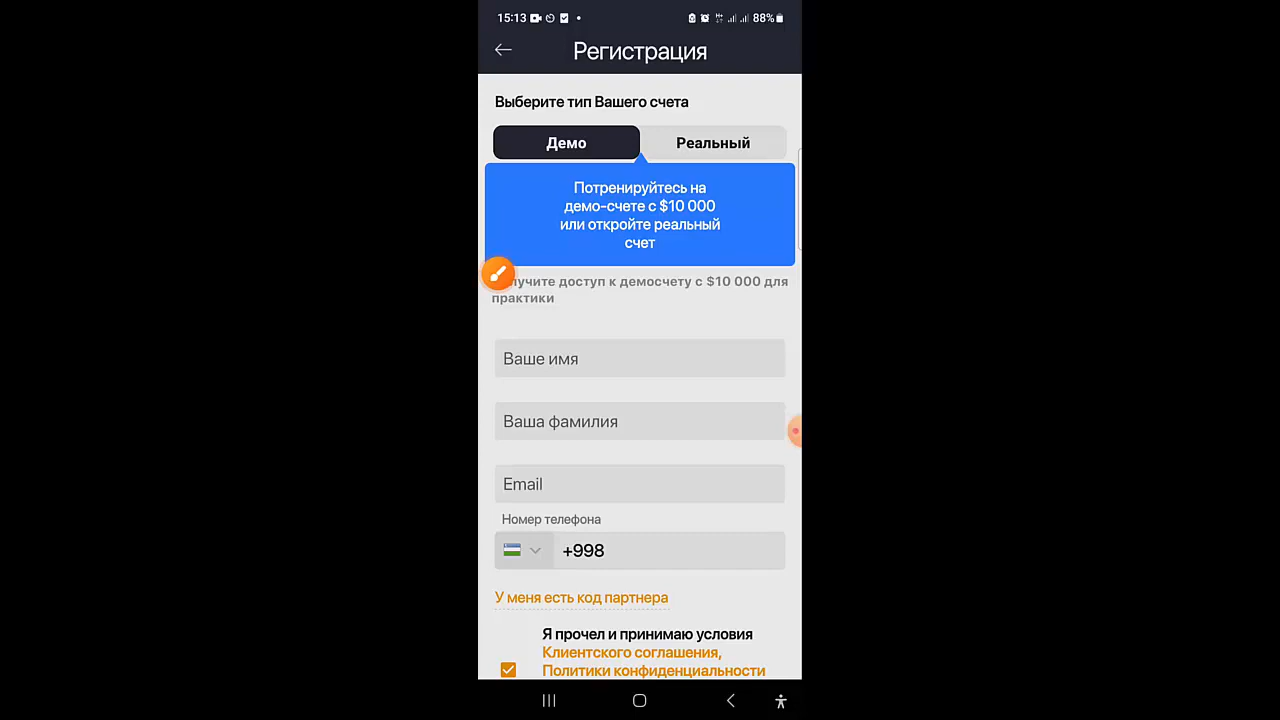 15:13
88%
Регистрация
Выберите тип Вашего счета
Демо
Реальный
Потренируйтесь на
демо-счете с $10 000
или откройте реальный
счет
лучите доступ к демосчету с $10 000 для
практики
Ваше имя
Ваша фамилия
Email
Номер телефона
+998
У меня есть код партнера
Я прочел и принимаю условия
Клиентского соглашения,
Политики конфиденциальности